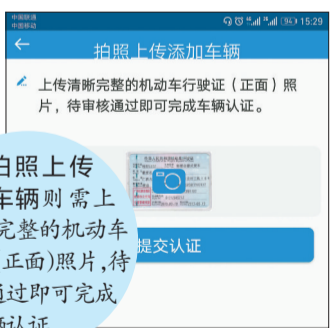 中国联通
中国移动
94 15:29
拍照上传添加车辆
上传清晰完整的机动车行驶证（正面）照
片，待审核通过即可完成车辆认证。
提交认证
拍照上传
车辆则需上
完整的机动车
正面)照片,待
通过即可完成
辆认证